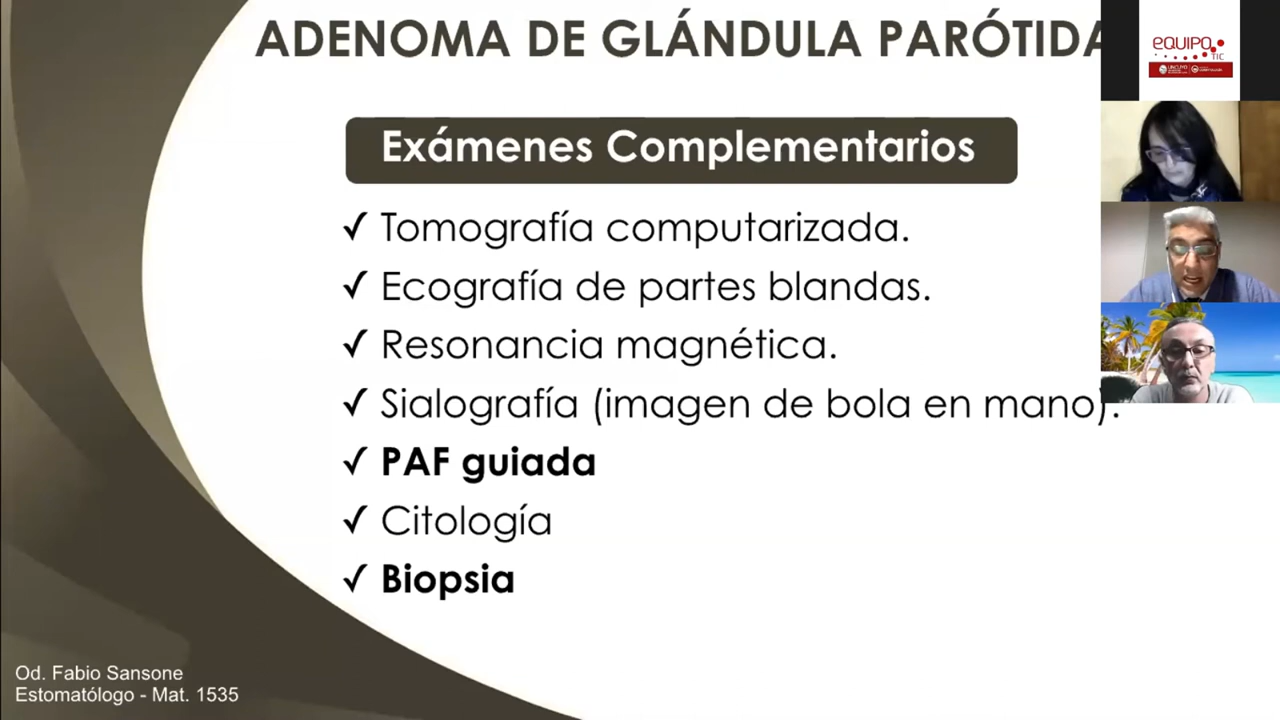 ADENOMA DE GLÁNDULA PARÓTIDA
Exámenes Complementarios
✓ Tomografía computarizada.
✓ Ecografía de partes blandas.
✓ Resonancia magnética.
✓ Sialografía (imagen de bola en mano).
✓ PAF guiada
✓ Citología
✓ Biopsia
Od. Fabio Sansone
Estomatólogo - Mat. 1535
EQUIPO
TIC
UNCUYO